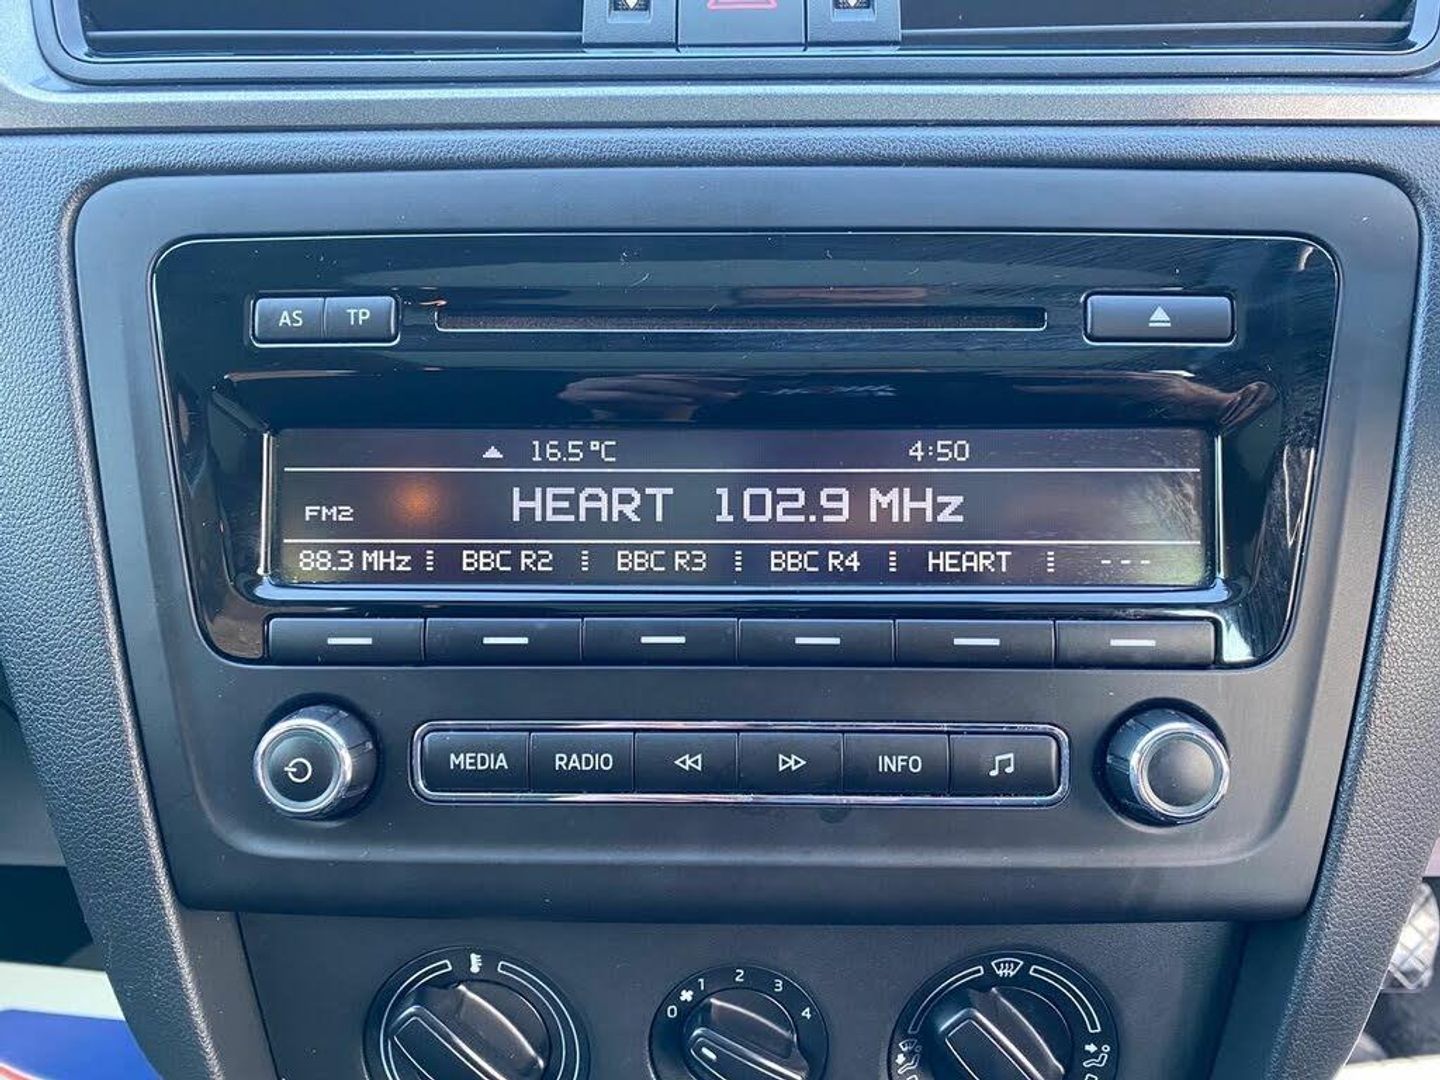 AS TP
16.5°C 4:50
FM2 HEART 102.9 MHz
88.3 MHz BBC R2 BBC R3 BBC R4 HEART ---
MEDIA RADIO INFO
0 1 2 3 4